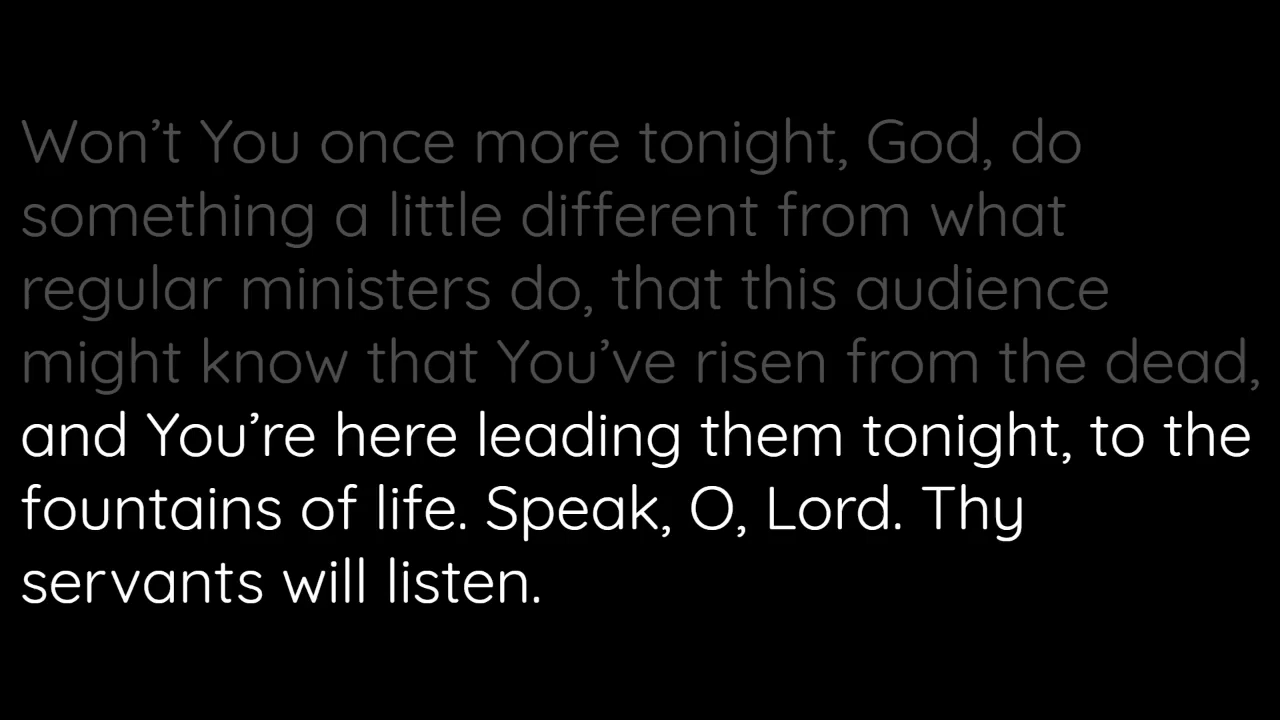 Won’t You once more tonight, God, do
something a little different from what
regular ministers do, that this audience
might know that You’ve risen from the dead,
and You’re here leading them tonight, to the
fountains of life. Speak, O, Lord. Thy
servants will listen.